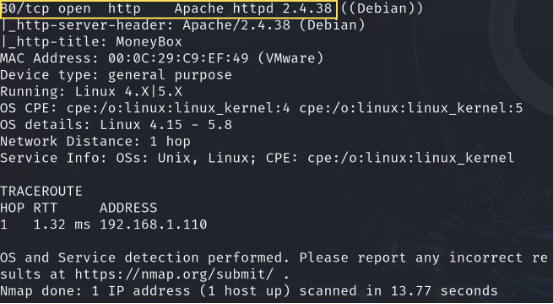 80/tcp open  http    Apache httpd 2.4.38 ((Debian))
|_http-server-header: Apache/2.4.38 (Debian)
|_http-title: MoneyBox
MAC Address: 00:0C:29:C9:EF:49 (VMware)
Device type: general purpose
Running: Linux 4.X|5.X
OS CPE: cpe:/o:linux:linux_kernel:4 cpe:/o:linux:linux_kernel:5
OS details: Linux 4.15 - 5.8
Network Distance: 1 hop
Service Info: OSs: Unix, Linux; CPE: cpe:/o:linux:linux_kernel
TRACEROUTE
HOP RTT     ADDRESS
1   1.32 ms 192.168.1.110
OS and Service detection performed. Please report any incorrect re
sults at https://nmap.org/submit/ .
Nmap done: 1 IP address (1 host up) scanned in 13.77 seconds